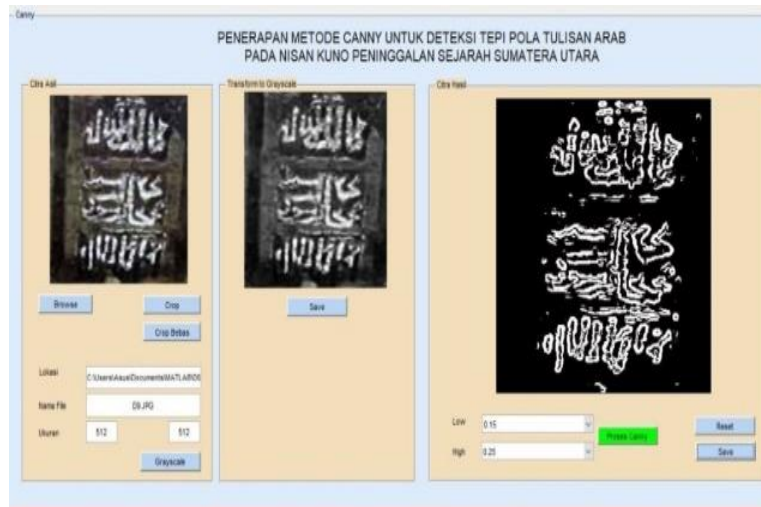 Canny
PENERAPAN METODE CANNY UNTUK DETEKSI TEPI POLA TULISAN ARAB
PADA NISAN KUNO PENINGGALAN SEJARAH SUMATERA UTARA
Citra Asli
Transform to Grayscale
Citra Hasil
Browse
Crop
Save
Crop Bebas
Lokasi
Nama File
Ukuran
512
512
Grayscale
Low
0.15
Proses Canny
Reset
High
0.25
Save